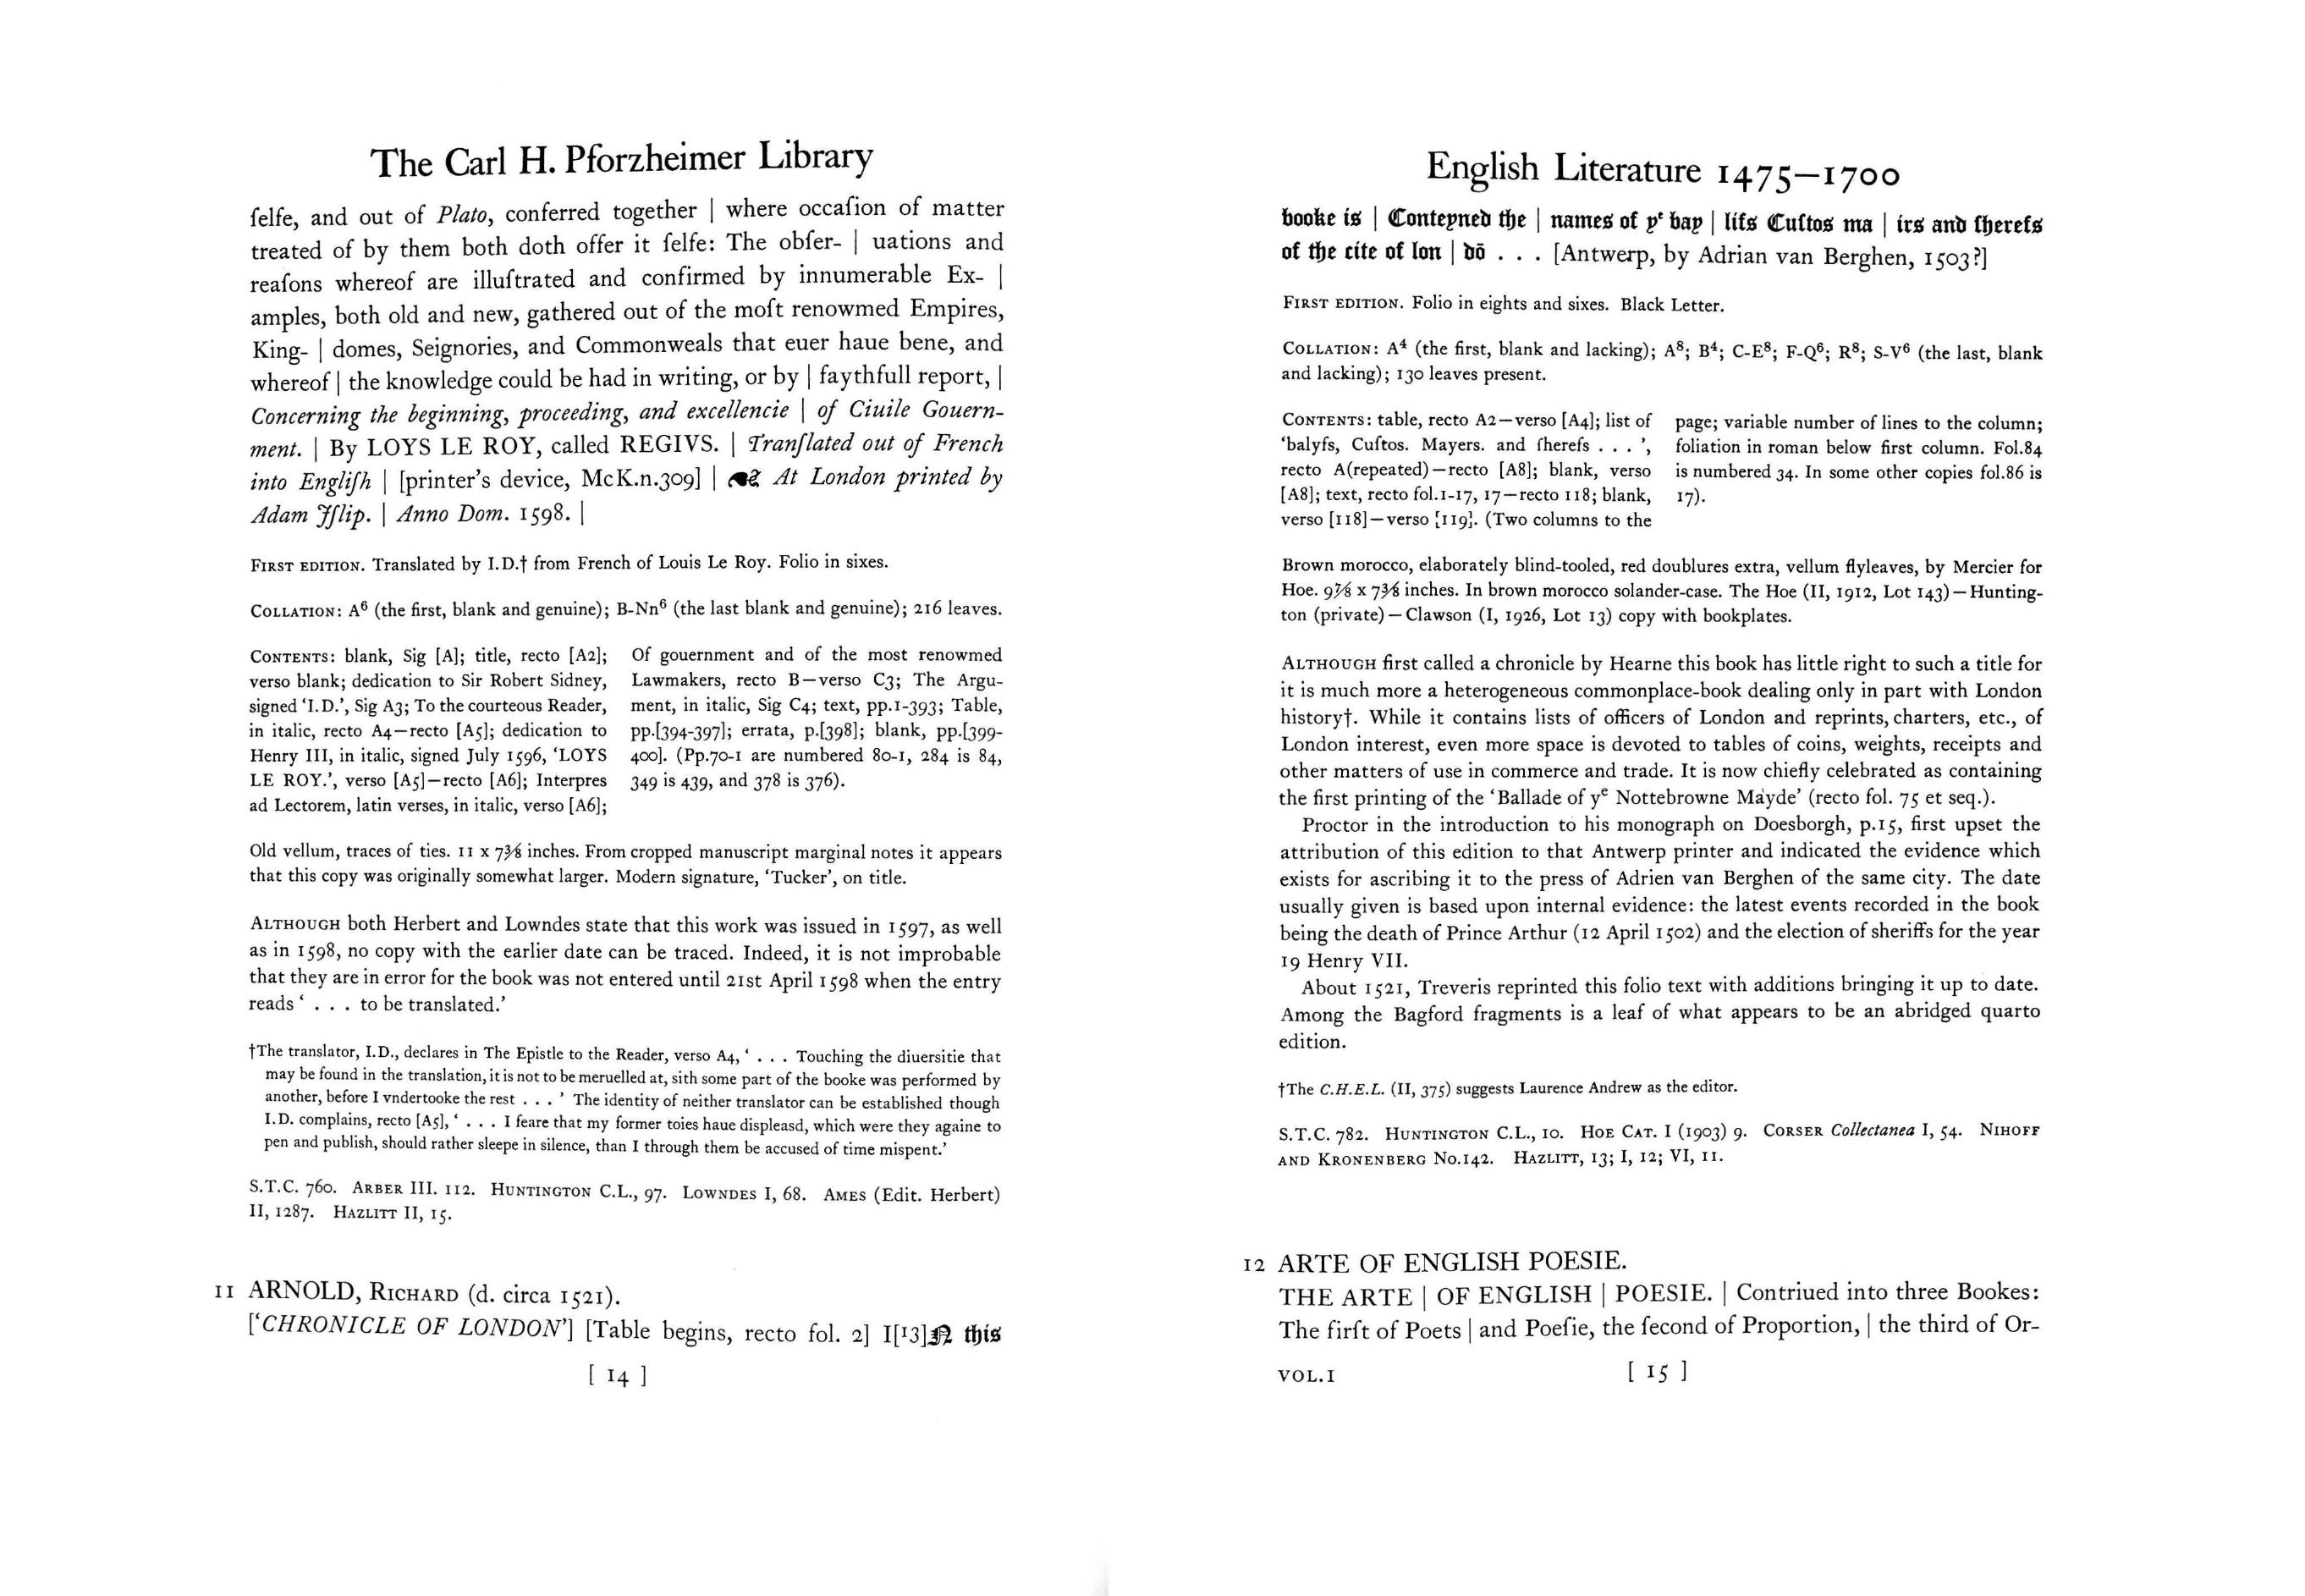 The Carl H. Pforzheimer Library
ſelfe, and out of Plato, conferred together | where occaſion of matter
treated of by them both doth offer it ſelfe: The obſer- | uations and
reaſons whereof are illuſtrated and confirmed by innumerable Ex- |
amples, both old and new, gathered out of the moſt renowmed Empires,
King- | domes, Seignories, and Commonweals that euer haue bene, and
whereof | the knowledge could be had in writing, or by | faythfull report, |
Concerning the beginning, proceeding, and excellencie | of Ciuile Gouern-
ment. | By LOYS LE ROY, called REGIVS. | Tranſlated out of French
into Engliſh | [printer's device, McK.n.309] | ☙ At London printed by
Adam Iſlip. | Anno Dom. 1598. |
FIRST EDITION. Translated by I.D.† from French of Louis Le Roy. Folio in sixes.
COLLATION: A⁶ (the first, blank and genuine); B-Nn⁶ (the last blank and genuine); 216 leaves.
CONTENTS: blank, Sig [A]; title, recto [A2];
verso blank; dedication to Sir Robert Sidney,
signed 'I.D.', Sig A3; To the courteous Reader,
in italic, recto A4—recto [A5]; dedication to
Henry III, in italic, signed July 1596, 'LOYS
LE ROY.', verso [A5]—recto [A6]; Interpres
ad Lectorem, latin verses, in italic, verso [A6];
Of gouernment and of the most renowmed
Lawmakers, recto B—verso C3; The Argu-
ment, in italic, Sig C4; text, pp.1-393; Table,
pp.[394-397]; errata, p.[398]; blank, pp.[399-
400]. (Pp.70-1 are numbered 80-1, 284 is 84,
349 is 439, and 378 is 376).
Old vellum, traces of ties. 11 x 7⅜ inches. From cropped manuscript marginal notes it appears
that this copy was originally somewhat larger. Modern signature, 'Tucker', on title.
ALTHOUGH both Herbert and Lowndes state that this work was issued in 1597, as well
as in 1598, no copy with the earlier date can be traced. Indeed, it is not improbable
that they are in error for the book was not entered until 21st April 1598 when the entry
reads ' . . . to be translated.'
†The translator, I.D., declares in The Epistle to the Reader, verso A4, ' . . . Touching the diuersitie that
may be found in the translation, it is not to be meruelled at, sith some part of the booke was performed by
another, before I vndertooke the rest . . . ' The identity of neither translator can be established though
I.D. complains, recto [A5], ' . . . I feare that my former toies haue displeasd, which were they againe to
pen and publish, should rather sleepe in silence, than I through them be accused of time mispent.'
S.T.C. 760. ARBER III. 112. HUNTINGTON C.L., 97. LOWNDES I, 68. AMES (Edit. Herbert)
II, 1287. HAZLITT II, 15.
11 ARNOLD, RICHARD (d. circa 1521).
['CHRONICLE OF LONDON'] [Table begins, recto fol. 2] I[¹3]N this
[ 14 ]
English Literature 1475—1700
booke is | Conteyned the | names of yᵉ bay | liſs Cuſtos ma | irs and ſherefs
of the cite of lon | dō . . . [Antwerp, by Adrian van Berghen, 1503?]
FIRST EDITION. Folio in eights and sixes. Black Letter.
COLLATION: A⁴ (the first, blank and lacking); A⁸; B⁴; C-E⁸; F-Q⁶; R⁸; S-V⁶ (the last, blank
and lacking); 130 leaves present.
CONTENTS: table, recto A2—verso [A4]; list of
'balyfs, Cuſtos. Mayers. and ſherefs . . . ',
recto A(repeated)—recto [A8]; blank, verso
[A8]; text, recto fol.1-17, 17—recto 118; blank,
verso [118]—verso [119]. (Two columns to the
page; variable number of lines to the column;
foliation in roman below first column. Fol.84
is numbered 34. In some other copies fol.86 is
17).
Brown morocco, elaborately blind-tooled, red doublures extra, vellum flyleaves, by Mercier for
Hoe. 9⅞ x 7⅜ inches. In brown morocco solander-case. The Hoe (II, 1912, Lot 143)—Hunting-
ton (private)—Clawson (I, 1926, Lot 13) copy with bookplates.
ALTHOUGH first called a chronicle by Hearne this book has little right to such a title for
it is much more a heterogeneous commonplace-book dealing only in part with London
history†. While it contains lists of officers of London and reprints, charters, etc., of
London interest, even more space is devoted to tables of coins, weights, receipts and
other matters of use in commerce and trade. It is now chiefly celebrated as containing
the first printing of the 'Ballade of yᵉ Nottebrowne Mayde' (recto fol. 75 et seq.).
Proctor in the introduction to his monograph on Doesborgh, p.15, first upset the
attribution of this edition to that Antwerp printer and indicated the evidence which
exists for ascribing it to the press of Adrien van Berghen of the same city. The date
usually given is based upon internal evidence: the latest events recorded in the book
being the death of Prince Arthur (12 April 1502) and the election of sheriffs for the year
19 Henry VII.
About 1521, Treveris reprinted this folio text with additions bringing it up to date.
Among the Bagford fragments is a leaf of what appears to be an abridged quarto
edition.
†The C.H.E.L. (II, 375) suggests Laurence Andrew as the editor.
S.T.C. 782. HUNTINGTON C.L., 10. HOE CAT. I (1903) 9. CORSER Collectanea I, 54. NIHOFF
AND KRONENBERG NO.142. HAZLITT, 13; I, 12; VI, 11.
12 ARTE OF ENGLISH POESIE.
THE ARTE | OF ENGLISH | POESIE. | Contriued into three Bookes:
The firſt of Poets | and Poeſie, the ſecond of Proportion, | the third of Or-
VOL.I
[ 15 ]